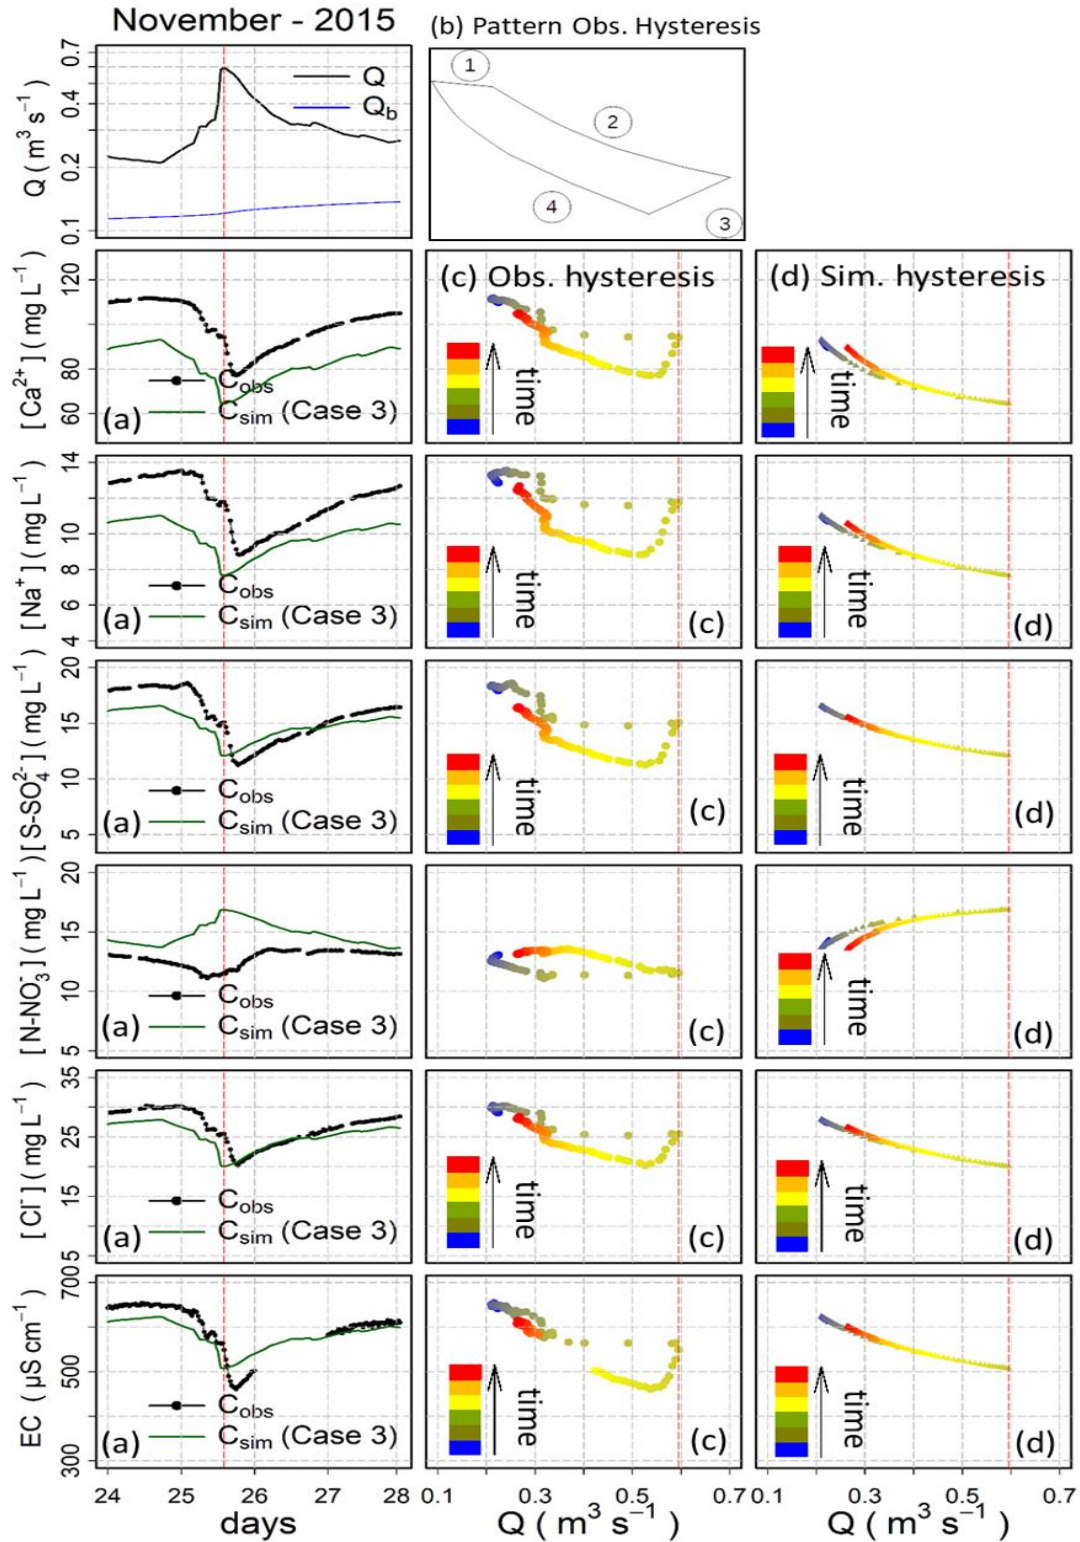 November - 2015
(b) Pattern Obs. Hysteresis
Q ( m³ s⁻¹ )
0.7
0.4
0.2
0.1
Q
Q_b
1
2
3
4
[Ca²⁺] ( mg L⁻¹ )
120
80
60
C_obs
C_sim (Case 3)
(a)
(c) Obs. hysteresis
time
(d) Sim. hysteresis
time
[Na⁺] ( mg L⁻¹ )
14
10
8
6
4
C_obs
C_sim (Case 3)
(a)
time
(c)
time
(d)
[S-SO₄²⁻] ( mg L⁻¹ )
20
15
10
5
C_obs
C_sim (Case 3)
(a)
time
(c)
time
(d)
[N-NO₃⁻] ( mg L⁻¹ )
20
15
10
5
C_obs
C_sim (Case 3)
(a)
(c)
time
(d)
[Cl⁻] ( mg L⁻¹ )
35
25
15
5
C_obs
C_sim (Case 3)
(a)
time
(c)
time
(d)
EC ( µS cm⁻¹ )
700
500
300
C_obs
C_sim (Case 3)
(a)
time
(c)
time
(d)
24 25 26 27 28
0.1 0.3 0.5 0.7
0.1 0.3 0.5 0.7
days
Q ( m³ s⁻¹ )
Q ( m³ s⁻¹ )